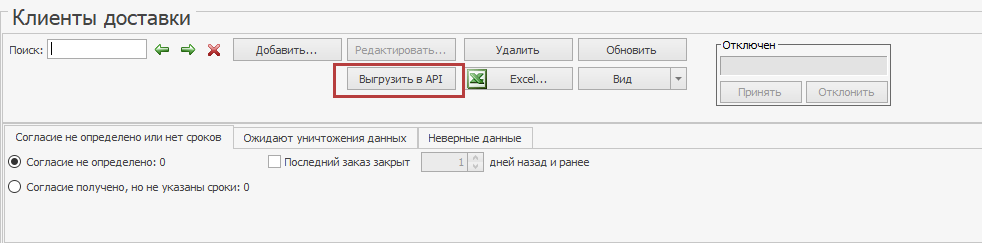 Клиенты доставки
Поиск: Добавить... Редактировать... Удалить Обновить
Отключен
Выгрузить в API Excel... Вид
Принять Отклонить
Согласие не определено или нет сроков Ожидают уничтожения данных Неверные данные
Согласие не определено: 0 Последний заказ закрыт 1 дней назад и ранее
Согласие получено, но не указаны сроки: 0